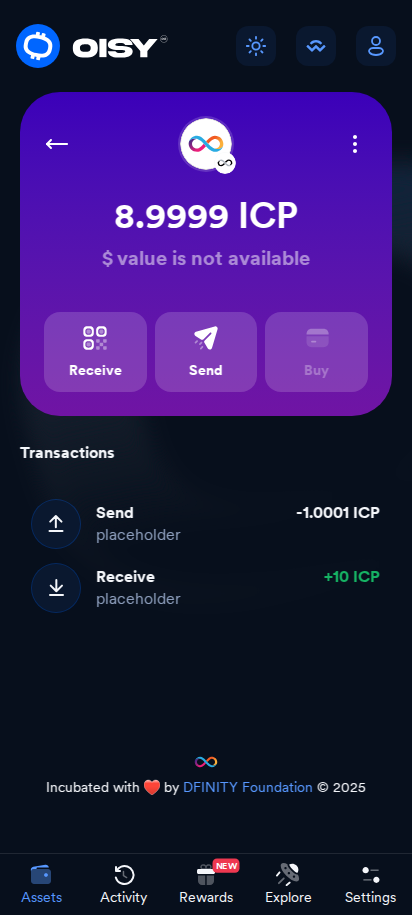 OISY
8.9999 ICP
$ value is not available
Receive
Send
Buy
Transactions
Send
-1.0001 ICP
placeholder
Receive
+10 ICP
placeholder
Incubated with ❤️ by DFINITY Foundation © 2025
NEW
Assets
Activity
Rewards
Explore
Settings